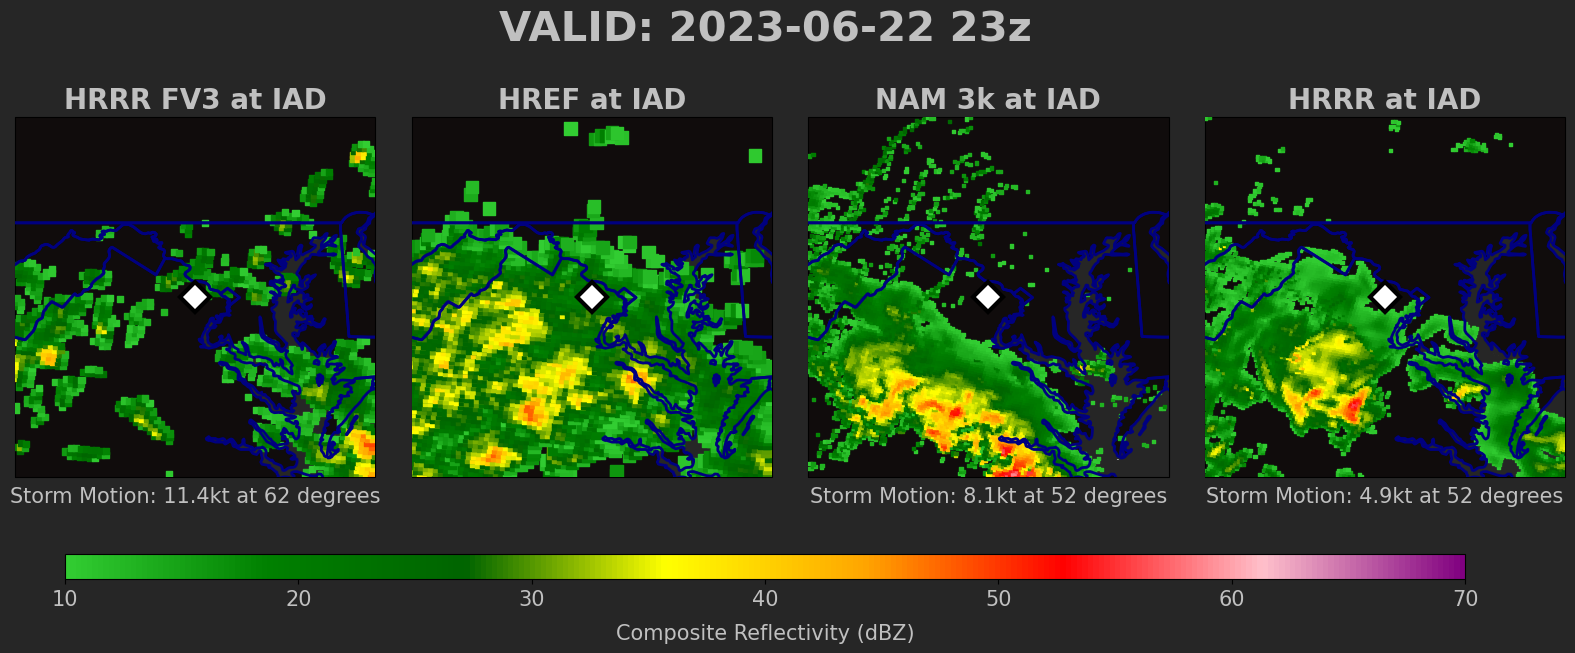 VALID: 2023-06-22 23z
HRRR FV3 at IAD
HREF at IAD
NAM 3k at IAD
HRRR at IAD
Storm Motion: 11.4kt at 62 degrees
Storm Motion: 8.1kt at 52 degrees
Storm Motion: 4.9kt at 52 degrees
10 20 30 40 50 60 70
Composite Reflectivity (dBZ)